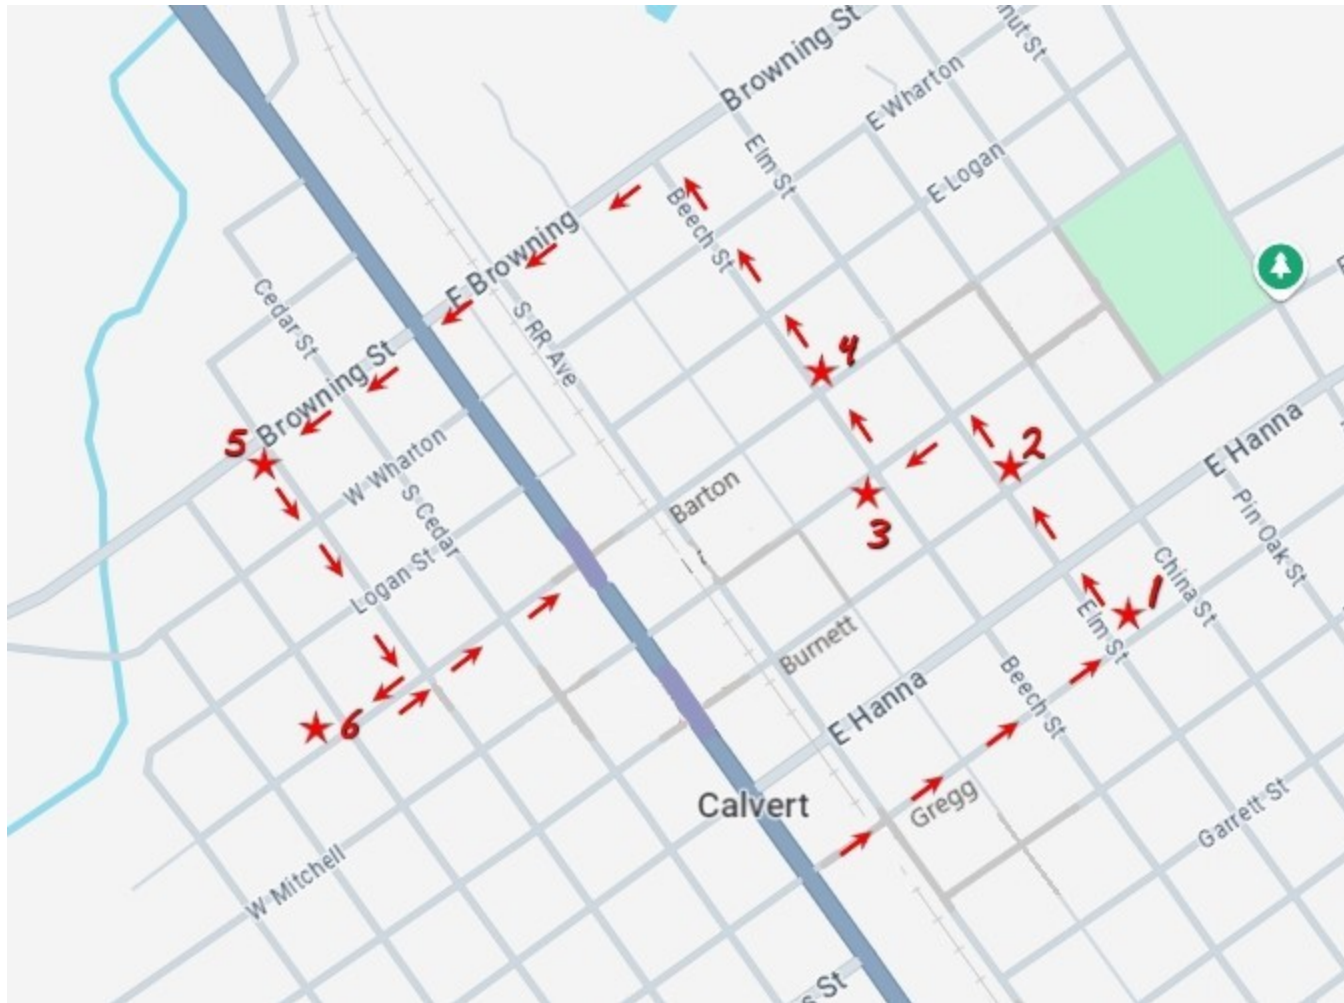 Browning St
nut St
E Wharton
Elm St
E Logan
Beech St
E Browning
Cedar St
S RR Ave
4
Browning St
5
E Hanna
2
W Wharton
S Cedar
Barton
3
Pin Oak St
China St
1
Logan St
Elm St
Burnett
Beech St
E Hanna
6
Calvert
Gregg
Garrett St
W Mitchell
s St